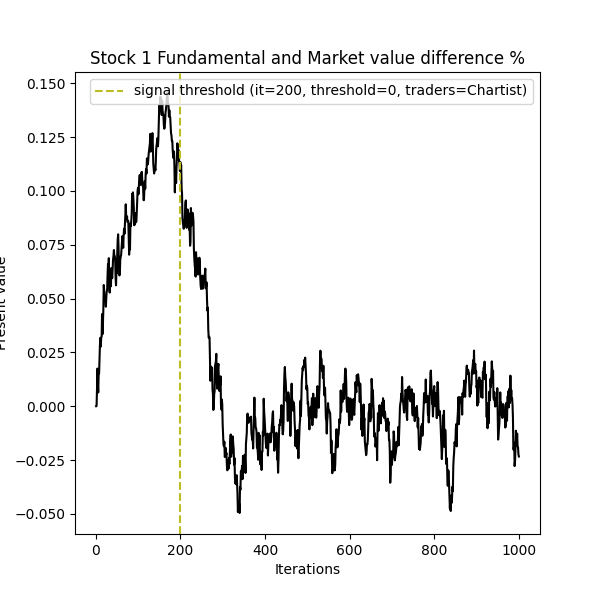 Stock 1 Fundamental and Market value difference %
signal threshold (it=200, threshold=0, traders=Chartist)
0.150
0.125
0.100
0.075
0.050
0.025
0.000
−0.025
−0.050
Present value
0 200 400 600 800 1000
Iterations